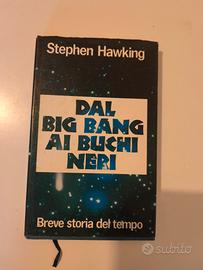 Stephen Hawking
DAL
BIG BANG
AI BUCHI
NERI
Breve storia del tempo
subito